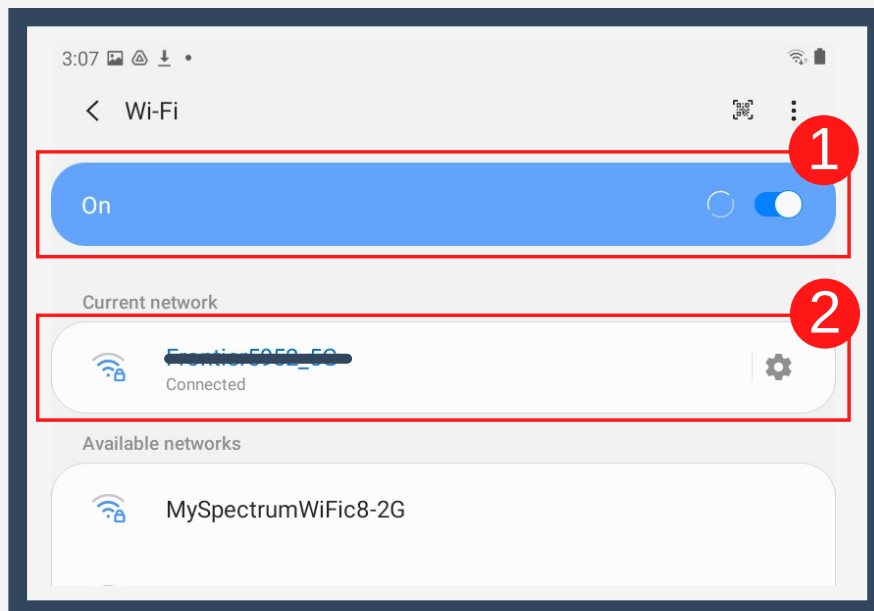 3:07
Wi-Fi
1
On
Current network
2
Connected
Available networks
MySpectrumWiFic8-2G